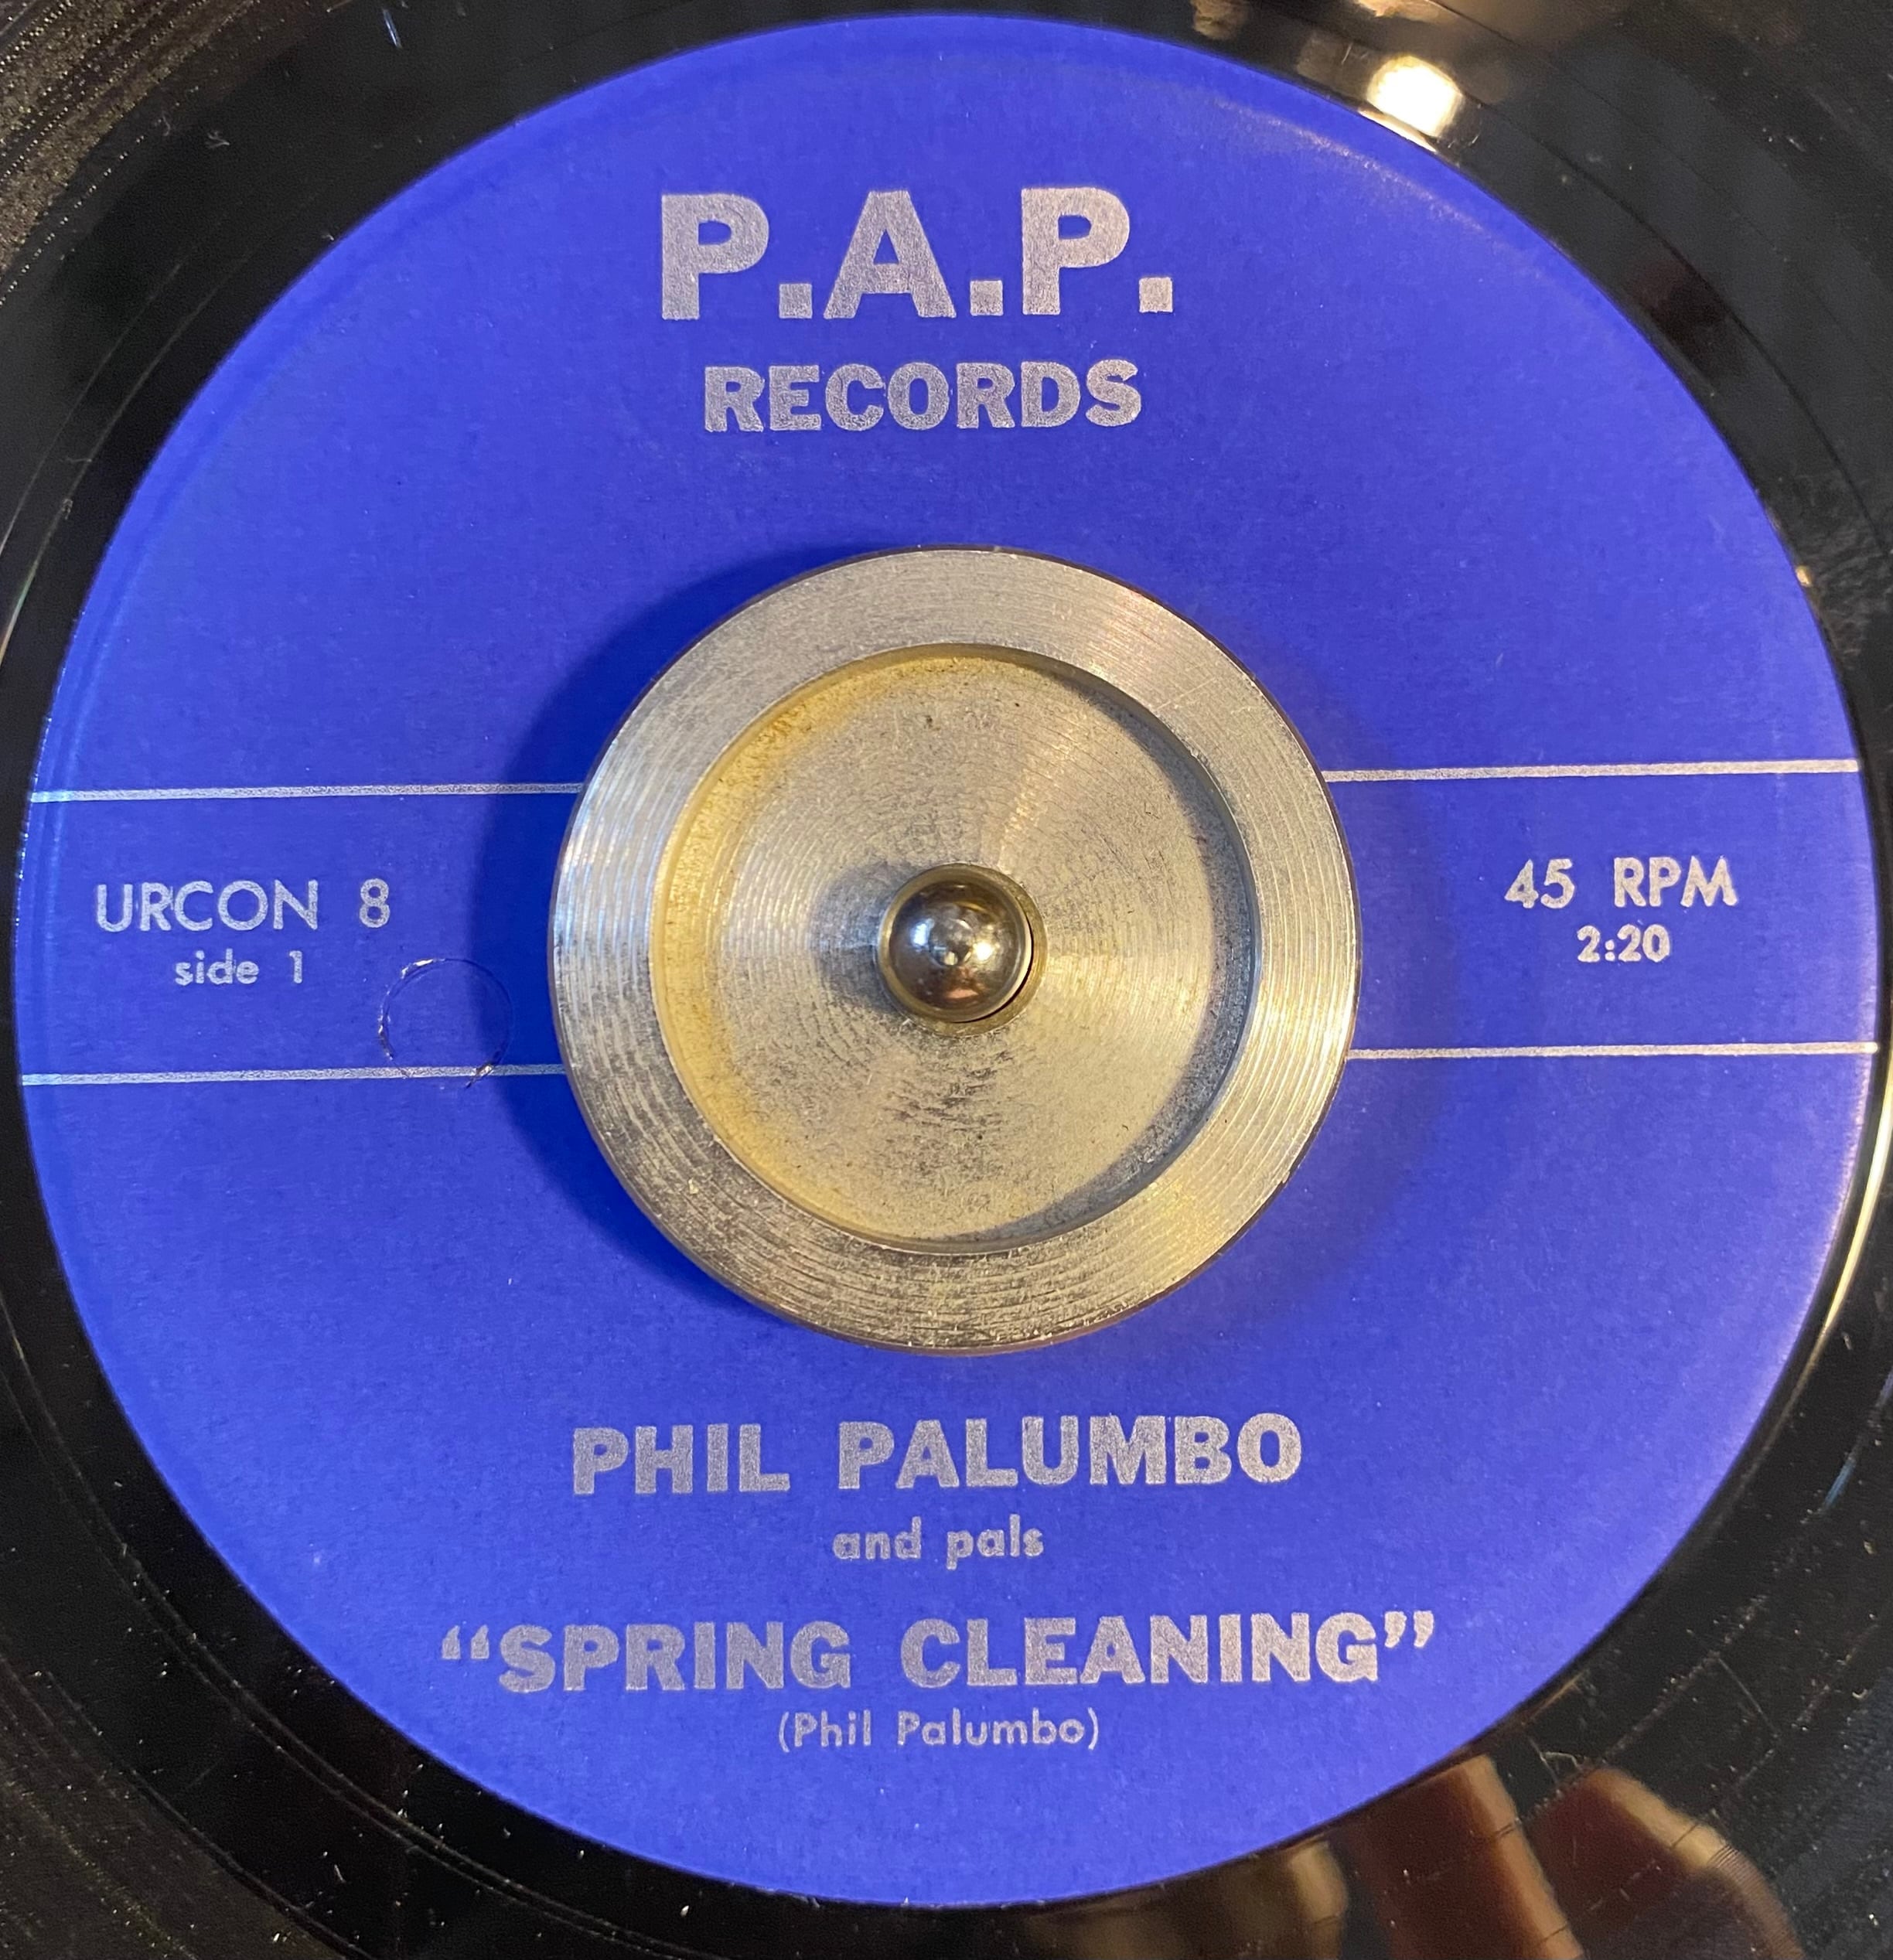 P.A.P.
RECORDS
URCON 8
side 1
45 RPM
2:20
PHIL PALUMBO
and pals
“SPRING CLEANING”
(Phil Palumbo)